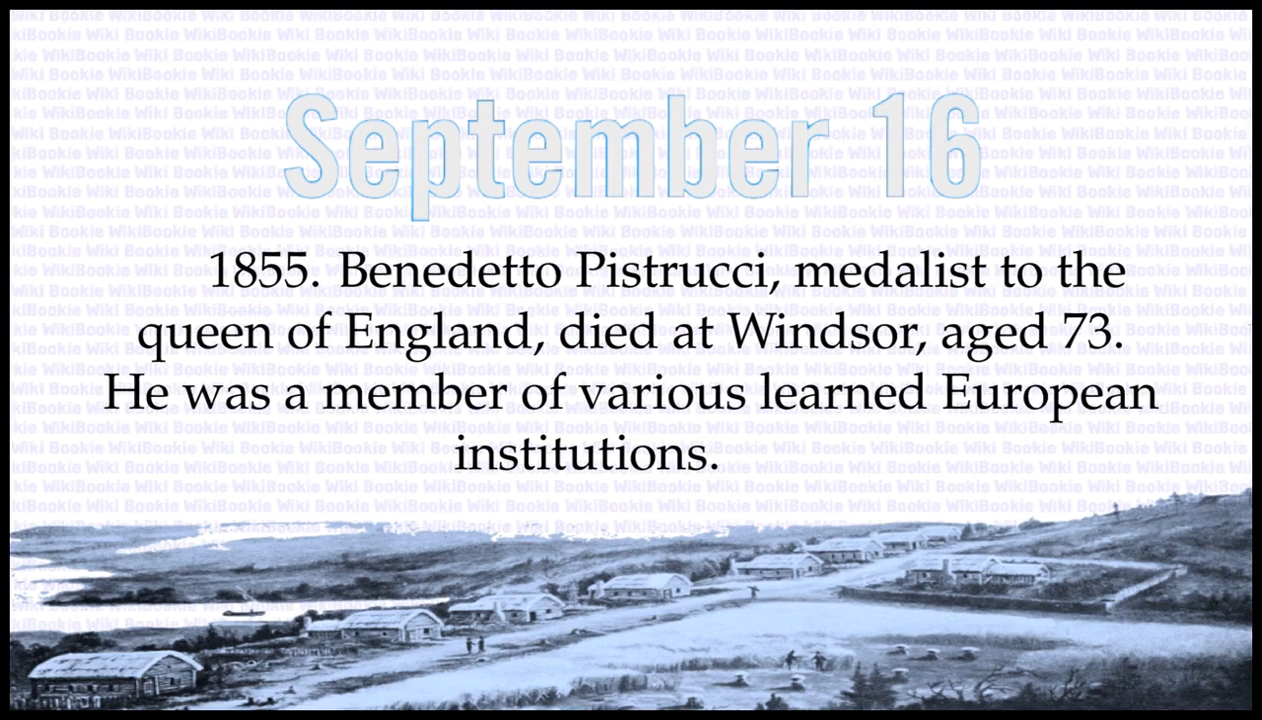 September 16
1855. Benedetto Pistrucci, medalist to the
queen of England, died at Windsor, aged 73.
He was a member of various learned European
institutions.